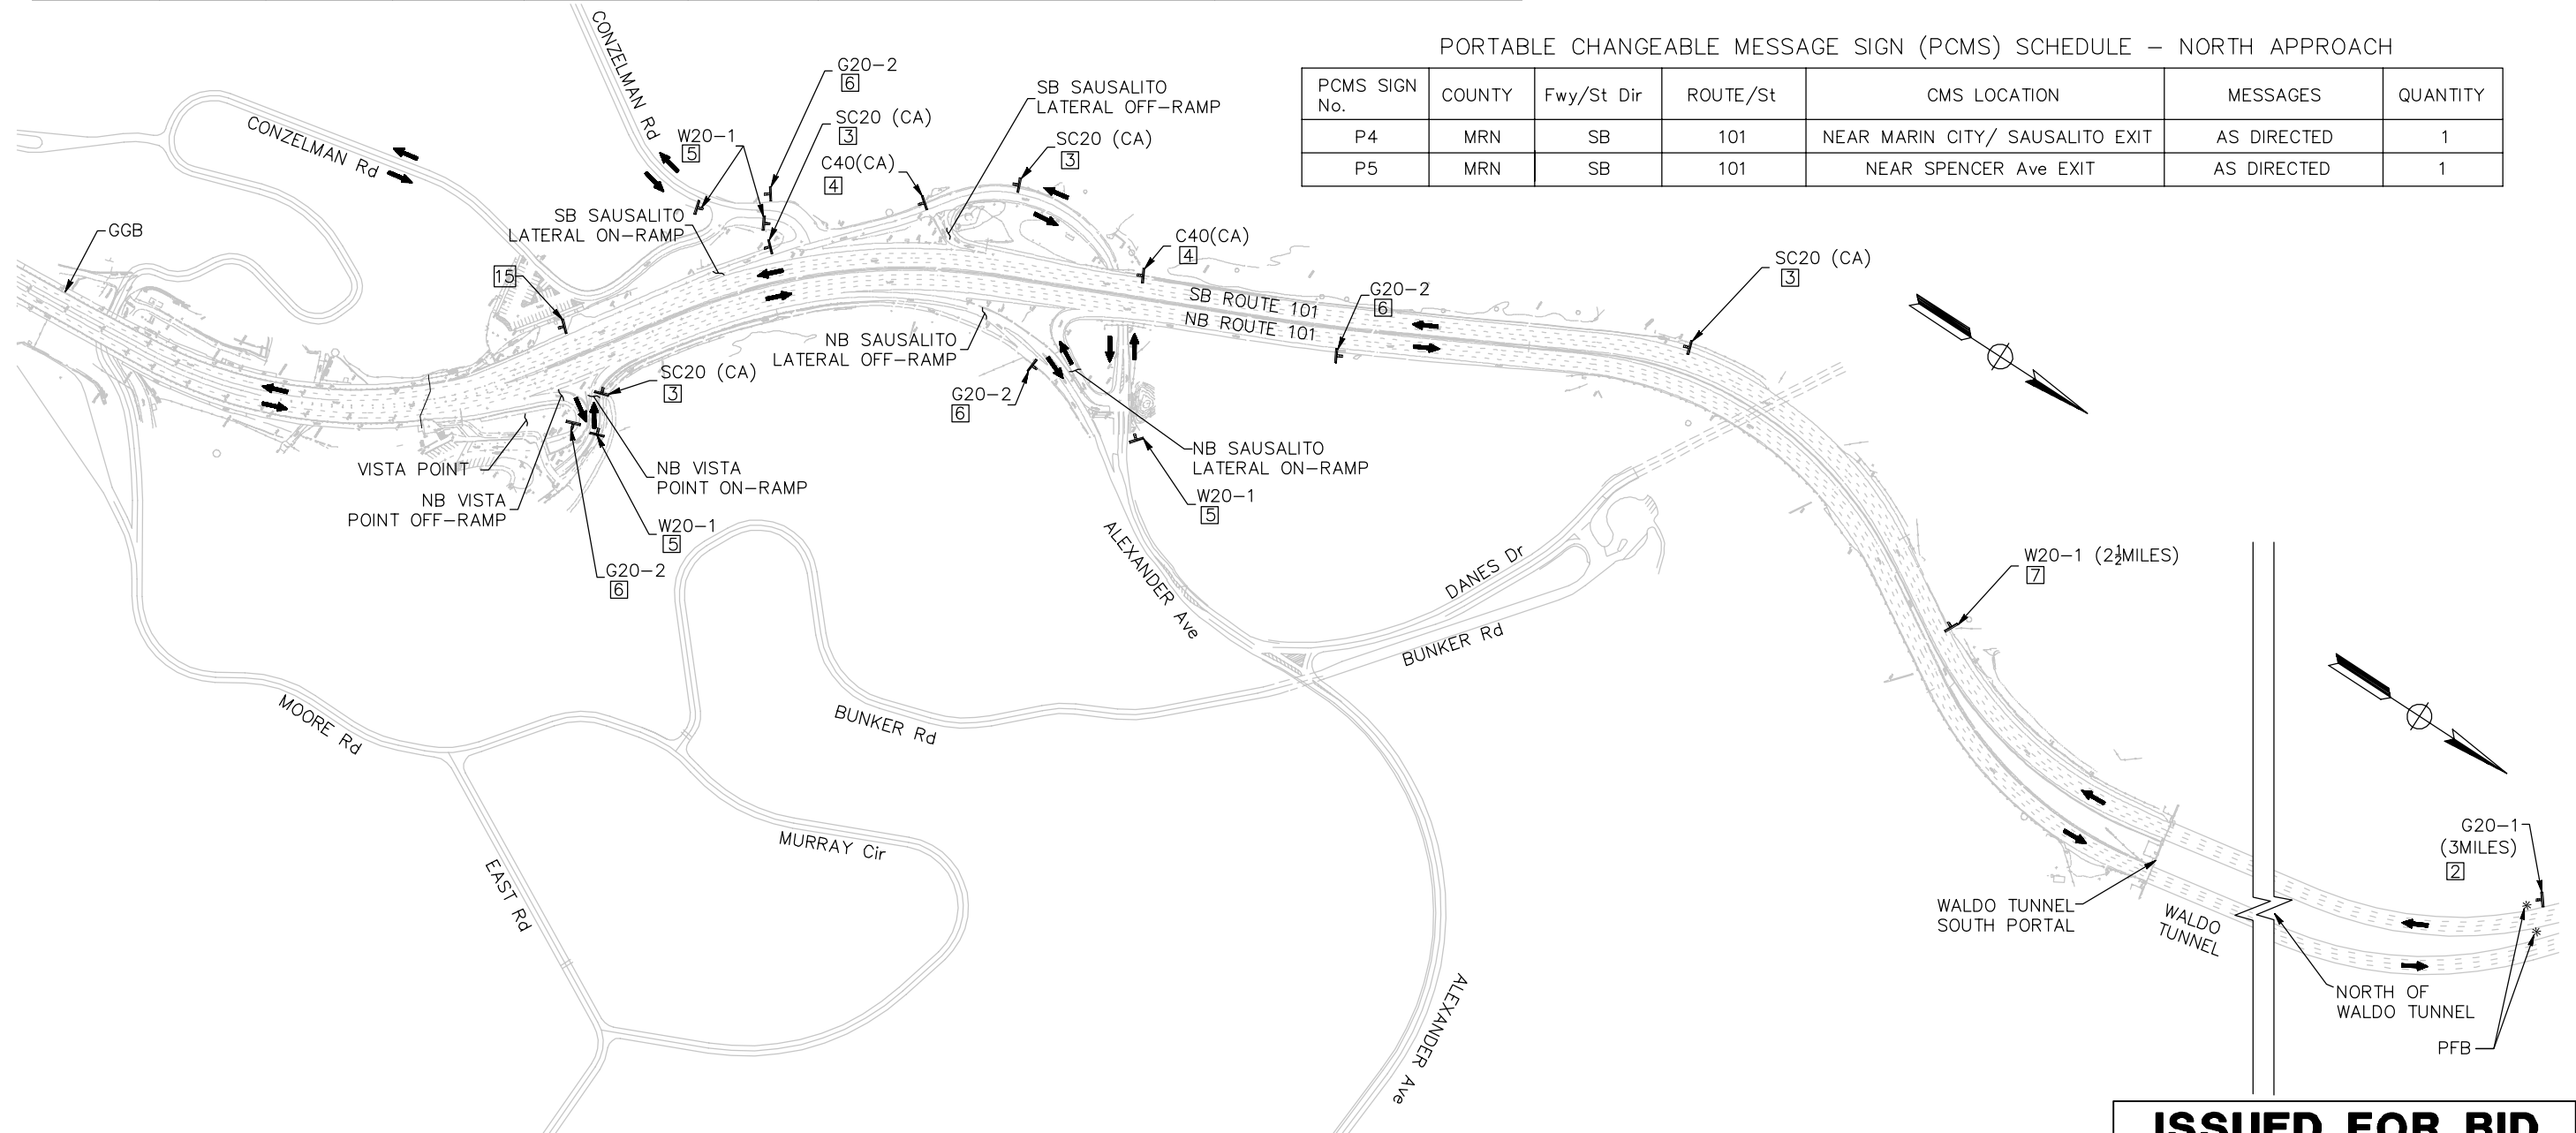 PORTABLE CHANGEABLE MESSAGE SIGN (PCMS) SCHEDULE – NORTH APPROACH
PCMS SIGN No. COUNTY Fwy/St Dir ROUTE/St CMS LOCATION MESSAGES QUANTITY
P4 MRN SB 101 NEAR MARIN CITY/ SAUSALITO EXIT AS DIRECTED 1
P5 MRN SB 101 NEAR SPENCER Ave EXIT AS DIRECTED 1
CONZELMAN Rd
G20-2
6
SC20 (CA)
3
W20-1
5
C40(CA)
4
SB SAUSALITO
LATERAL OFF-RAMP
SC20 (CA)
3
CONZELMAN Rd
SB SAUSALITO
LATERAL ON-RAMP
GGB
15
C40(CA)
4
SB ROUTE 101
NB ROUTE 101
G20-2
6
SC20 (CA)
3
NB SAUSALITO
LATERAL OFF-RAMP
SC20 (CA)
3
G20-2
6
VISTA POINT
NB VISTA
POINT OFF-RAMP
NB VISTA
POINT ON-RAMP
W20-1
5
G20-2
6
NB SAUSALITO
LATERAL ON-RAMP
W20-1
5
ALEXANDER Ave
DANES Dr
BUNKER Rd
W20-1 (2½MILES)
7
MOORE Rd
BUNKER Rd
MURRAY Cir
EAST Rd
ALEXANDER Ave
WALDO TUNNEL
SOUTH PORTAL
WALDO
TUNNEL
G20-1
(3MILES)
2
NORTH OF
WALDO TUNNEL
PFB
ISSUED FOR BID